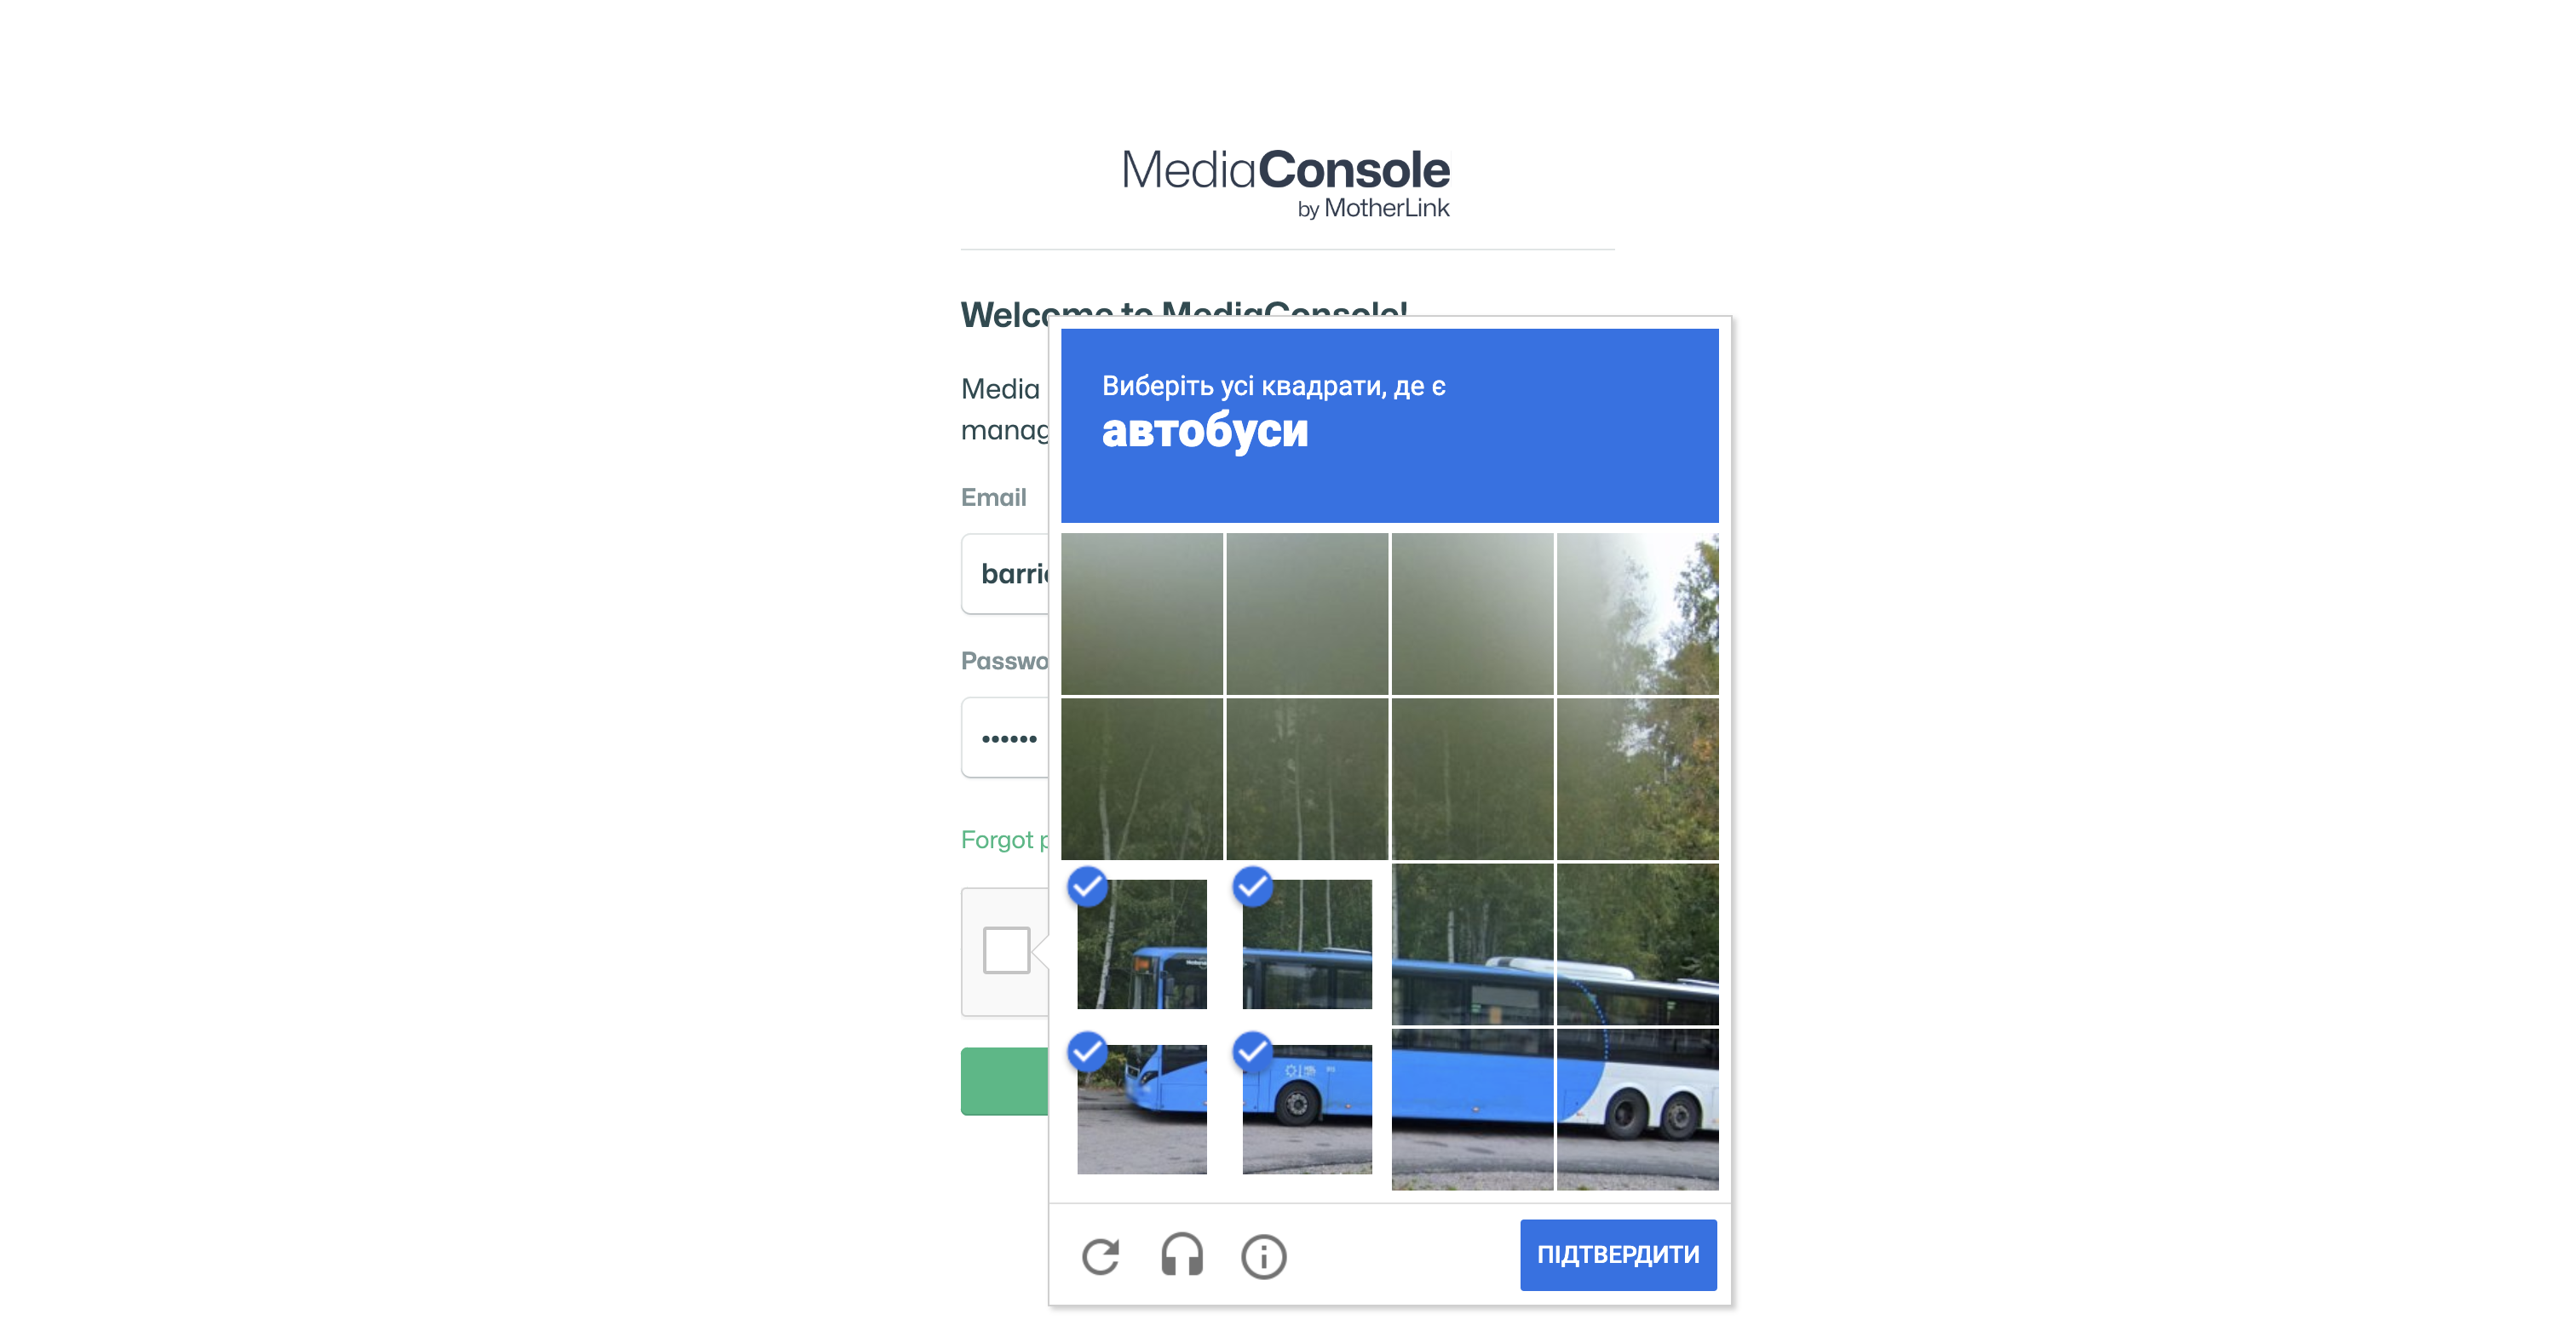 MediaConsole
by MotherLink
Welcome to MediaConsole!
Media
manag
Email
barri
Passwo
••••••
Forgot p
Виберіть усі квадрати, де є
автобуси
ПІДТВЕРДИТИ